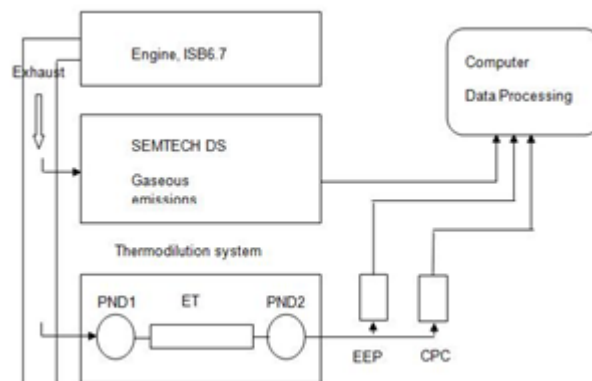 Engine, ISB6.7
Exhaust
Computer
Data Processing
SEMTECH DS
Gaseous
emissions
Thermodilution system
PND1
ET
PND2
EEP
CPC